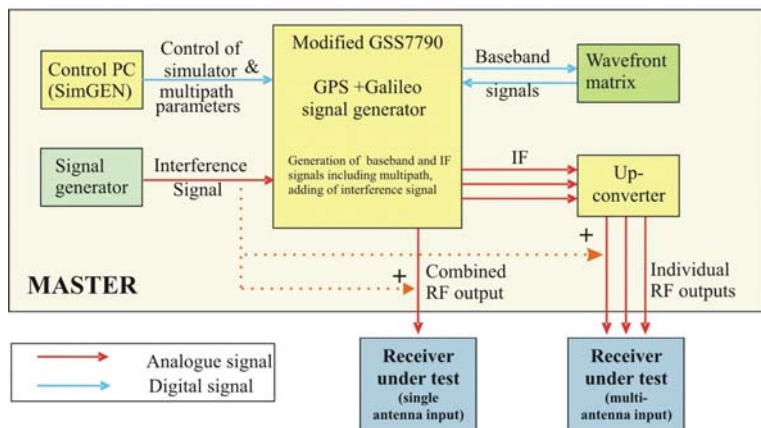 Control PC
(SimGEN)
Control of
simulator &
multipath
parameters
Modified GSS7790
GPS +Galileo
signal generator
Generation of baseband and IF
signals including multipath,
adding of interference signal
Baseband
signals
Wavefront
matrix
Signal
generator
Interference
Signal
IF
Up-
converter
+
+
MASTER
Combined
RF output
Individual
RF outputs
Analogue signal
Digital signal
Receiver
under test
(single
antenna input)
Receiver
under test
(multi-
antenna input)